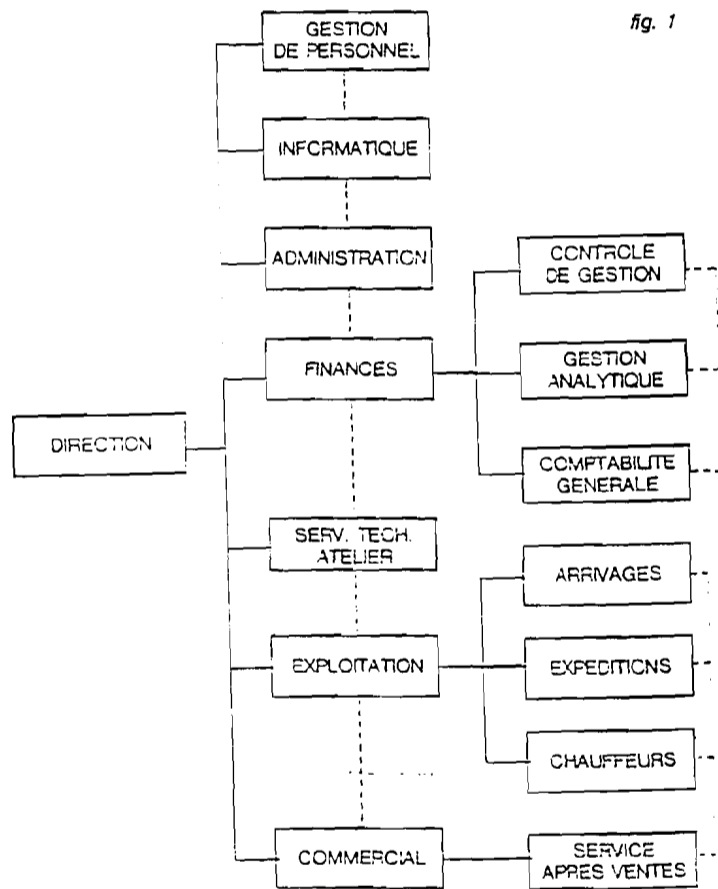 fig. 1
GESTION
DE PERSONNEL
INFORMATIQUE
ADMINISTRATION
FINANCES
DIRECTION
SERV. TECH.
ATELIER
EXPLOITATION
COMMERCIAL
CONTROLE
DE GESTION
GESTION
ANALYTIQUE
COMPTABILITE
GENERALE
ARRIVAGES
EXPEDITIONS
CHAUFFEURS
SERVICE
APRES VENTES